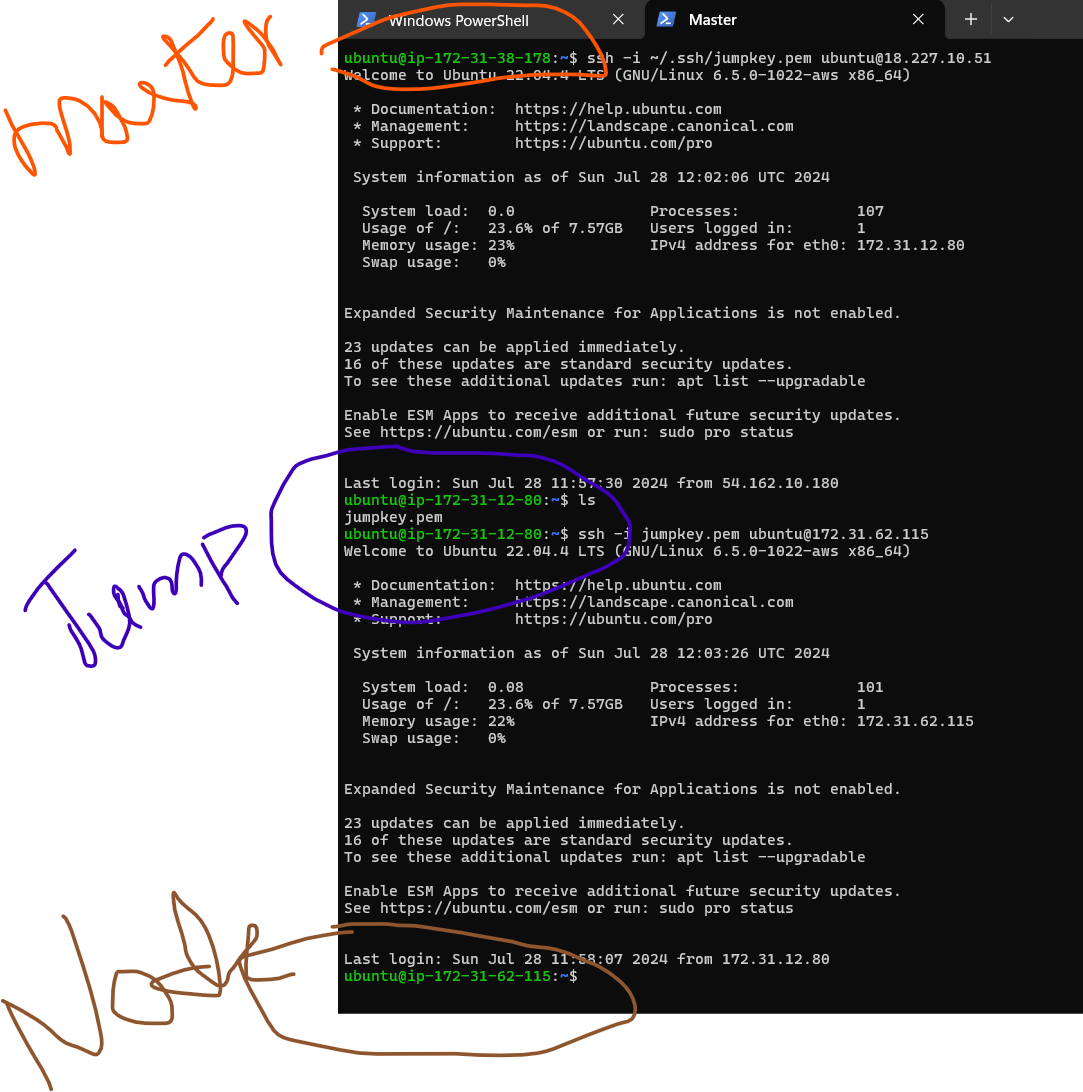 Windows PowerShell Master
Master
ubuntu@ip-172-31-38-178:~$ ssh -i ~/.ssh/jumpkey.pem ubuntu@18.227.10.51
Welcome to Ubuntu 22.04.4 LTS (GNU/Linux 6.5.0-1022-aws x86_64)
* Documentation: https://help.ubuntu.com
* Management: https://landscape.canonical.com
* Support: https://ubuntu.com/pro
System information as of Sun Jul 28 12:02:06 UTC 2024
System load: 0.0 Processes: 107
Usage of /: 23.6% of 7.57GB Users logged in: 1
Memory usage: 23% IPv4 address for eth0: 172.31.12.80
Swap usage: 0%
Expanded Security Maintenance for Applications is not enabled.
23 updates can be applied immediately.
16 of these updates are standard security updates.
To see these additional updates run: apt list --upgradable
Enable ESM Apps to receive additional future security updates.
See https://ubuntu.com/esm or run: sudo pro status
Last login: Sun Jul 28 11:57:30 2024 from 54.162.10.180
ubuntu@ip-172-31-12-80:~$ ls
jumpkey.pem
Jump
ubuntu@ip-172-31-12-80:~$ ssh -i jumpkey.pem ubuntu@172.31.62.115
Welcome to Ubuntu 22.04.4 LTS (GNU/Linux 6.5.0-1022-aws x86_64)
* Documentation: https://help.ubuntu.com
* Management: https://landscape.canonical.com
* Support: https://ubuntu.com/pro
System information as of Sun Jul 28 12:03:26 UTC 2024
System load: 0.08 Processes: 101
Usage of /: 23.6% of 7.57GB Users logged in: 1
Memory usage: 22% IPv4 address for eth0: 172.31.62.115
Swap usage: 0%
Expanded Security Maintenance for Applications is not enabled.
23 updates can be applied immediately.
16 of these updates are standard security updates.
To see these additional updates run: apt list --upgradable
Enable ESM Apps to receive additional future security updates.
See https://ubuntu.com/esm or run: sudo pro status
Node
Last login: Sun Jul 28 11:58:07 2024 from 172.31.12.80
ubuntu@ip-172-31-62-115:~$